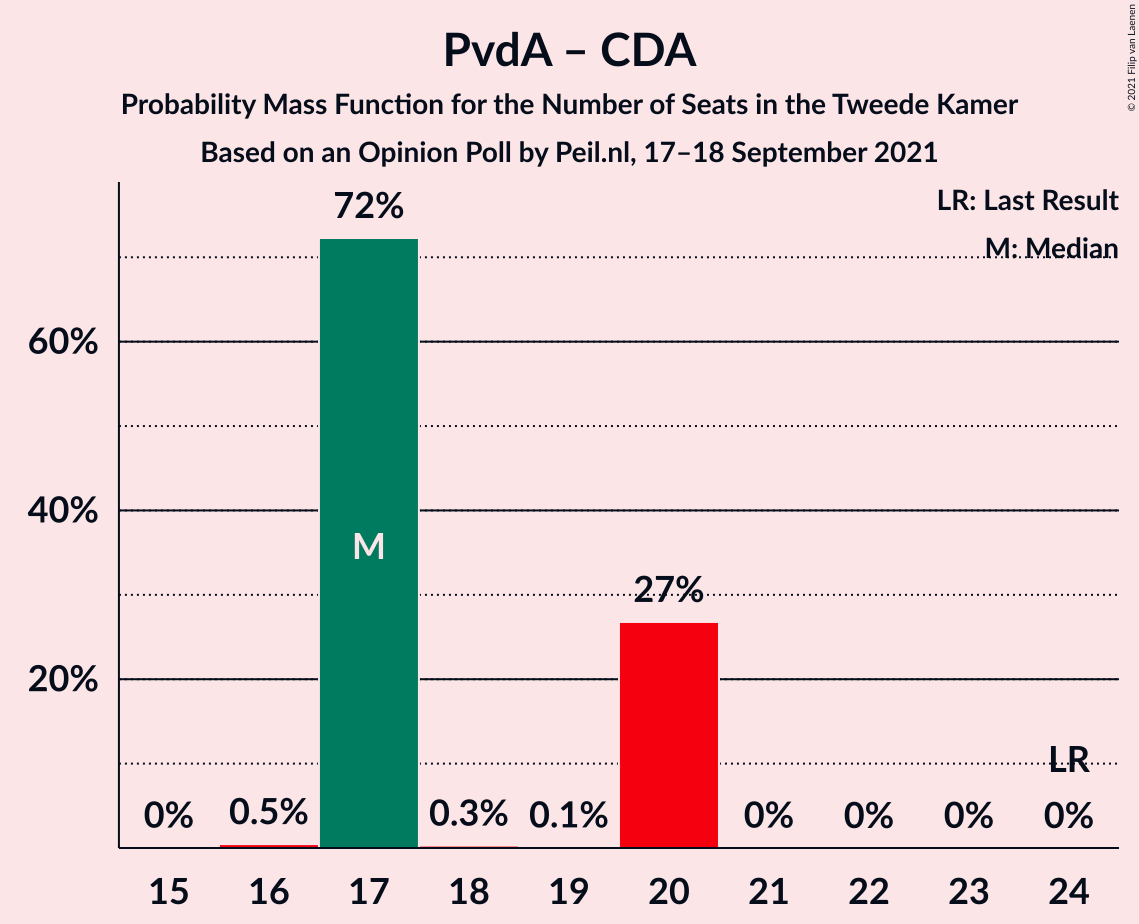 PvdA – CDA
Probability Mass Function for the Number of Seats in the Tweede Kamer
Based on an Opinion Poll by Peil.nl, 17–18 September 2021
© 2021 Filip van Laenen
LR: Last Result
M: Median
72%
60%
40%
M
27%
20%
LR
0% 0.5% 0.3% 0.1% 0% 0% 0% 0%
15 16 17 18 19 20 21 22 23 24